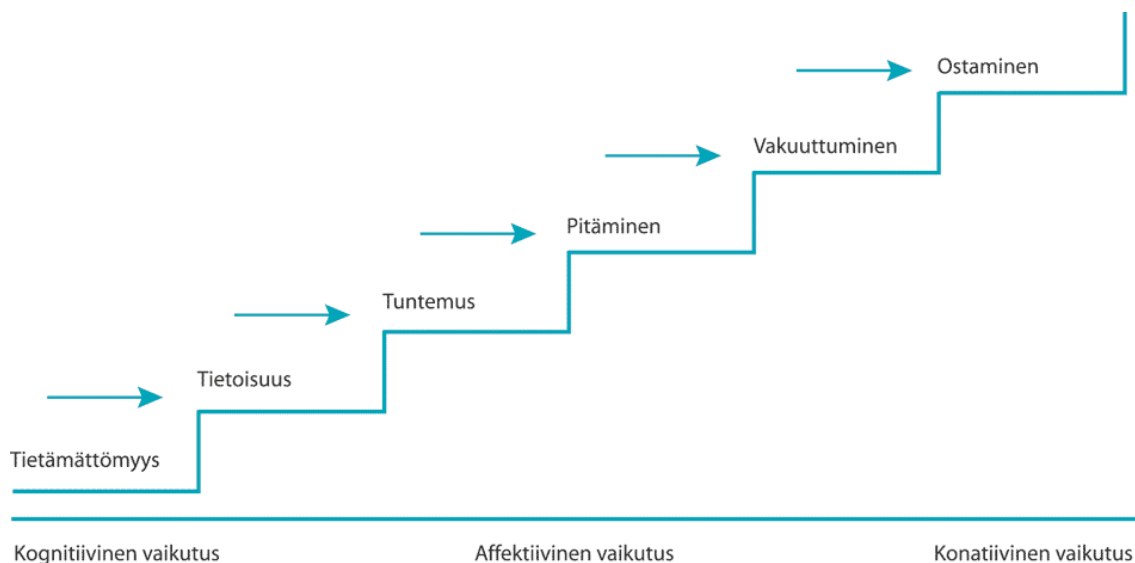 Ostaminen
Vakuuttuminen
Pitäminen
Tuntemus
Tietoisuus
Tietämättömyys
Kognitiivinen vaikutus
Affektiivinen vaikutus
Konatiivinen vaikutus